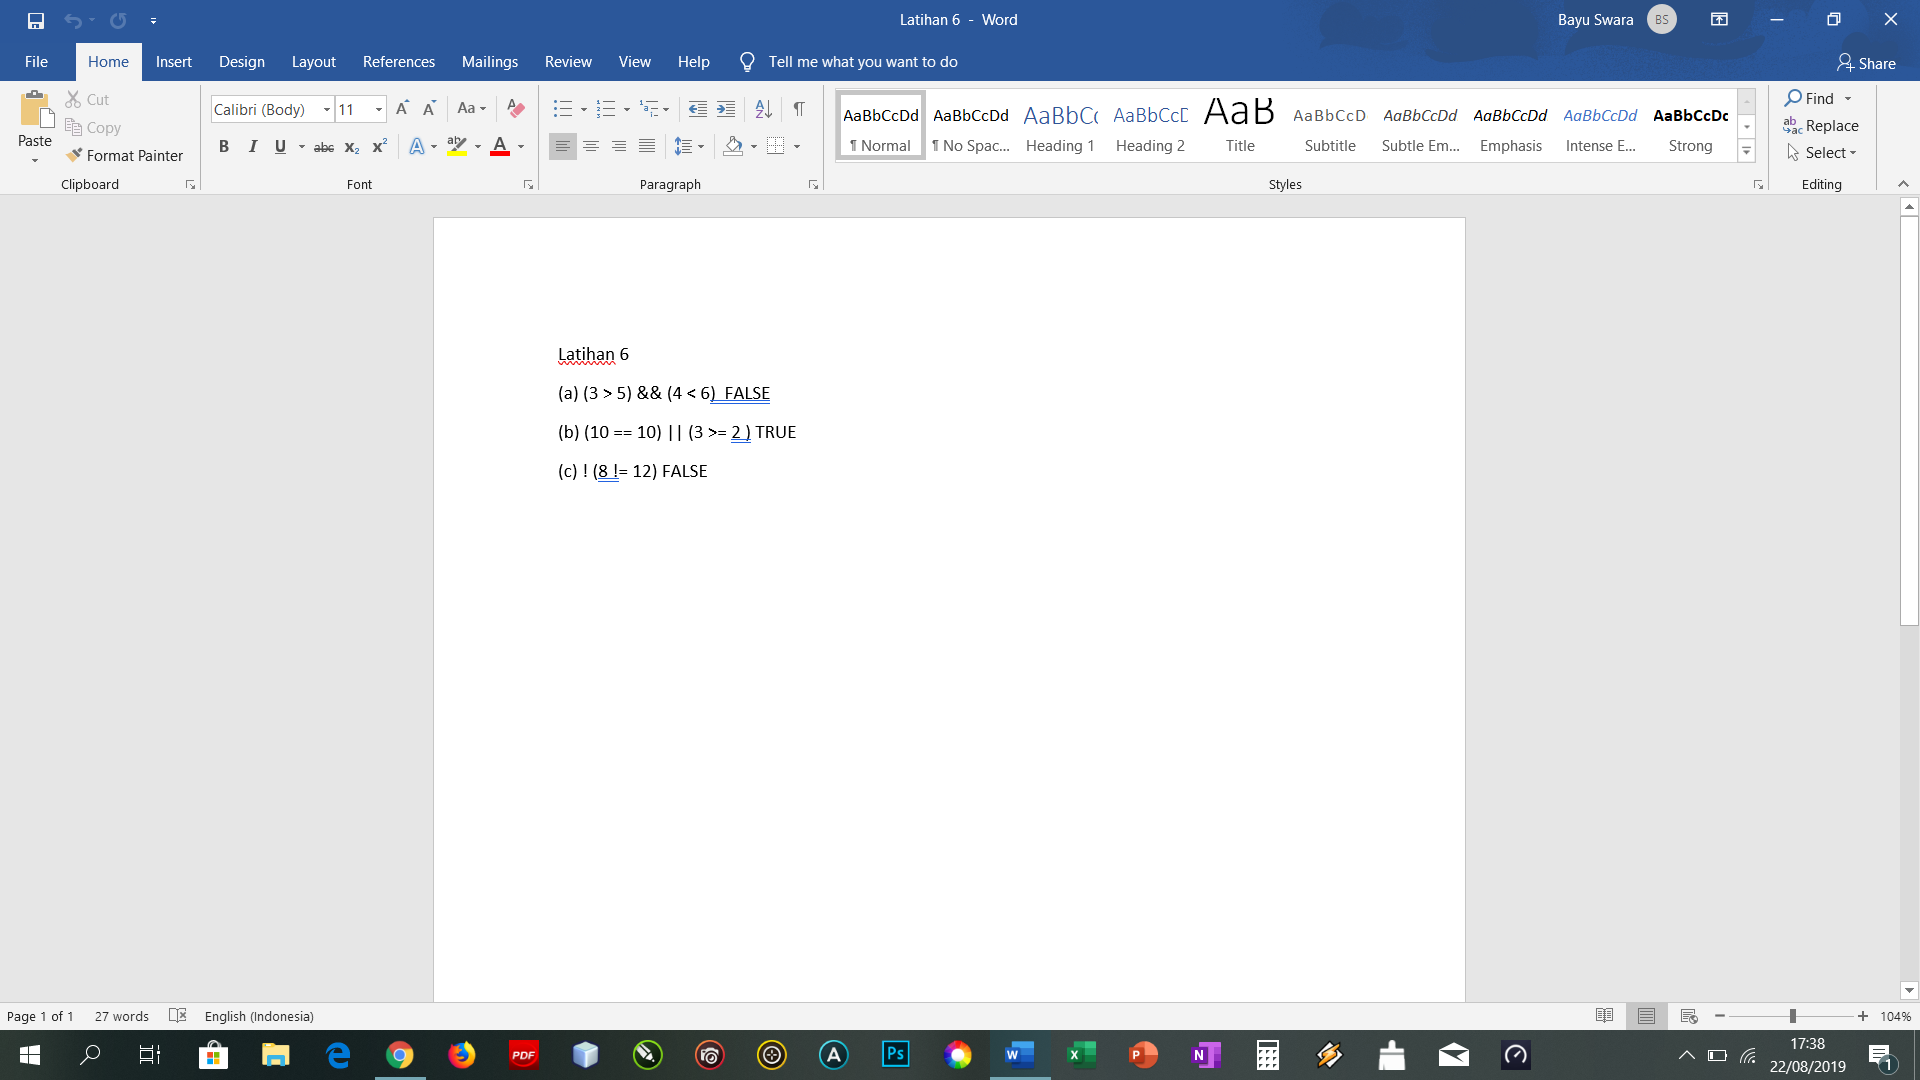 Latihan 6 - Word
Bayu Swara
BS
File Home Insert Design Layout References Mailings Review View Help Tell me what you want to do
Share
Paste
Cut
Copy
Format Painter
Clipboard
Calibri (Body) 11
Font
Paragraph
AaBbCcDd AaBbCcDd AaBbCc AaBbCcD AaB AaBbCcD AaBbCcDd AaBbCcDd AaBbCcDd AaBbCcDc
¶ Normal ¶ No Spac... Heading 1 Heading 2 Title Subtitle Subtle Em... Emphasis Intense E... Strong
Styles
Find
Replace
Select
Editing
Latihan 6
(a) (3 > 5) && (4 < 6)  FALSE
(b) (10 == 10) || (3 >= 2 ) TRUE
(c) ! (8 != 12) FALSE
Page 1 of 1 27 words English (Indonesia)
104%
PDF
Ps
17:38
22/08/2019
1